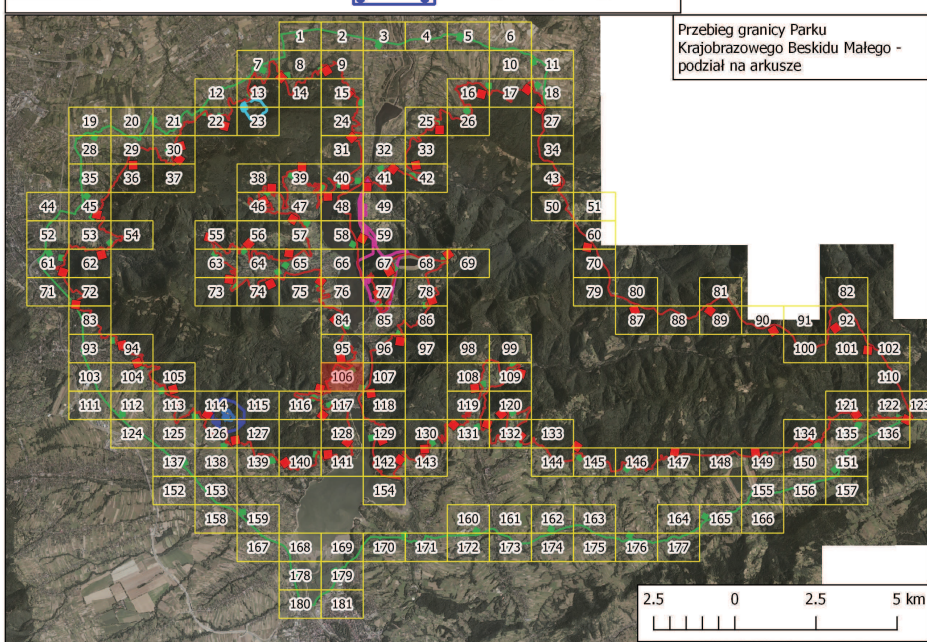 Przebieg granicy Parku
Krajobrazowego Beskidu Małego -
podział na arkusze
1 2 3 4 5 6
7 8 9 10 11
12 13 14 15 16 17 18
19 20 21 22 23 24 25 26 27
28 29 30 31 32 33 34
35 36 37 38 39 40 41 42 43
44 45 46 47 48 49 50 51
52 53 54 55 56 57 58 59 60
61 62 63 64 65 66 67 68 69 70
71 72 73 74 75 76 77 78 79 80 81 82
83 84 85 86 87 88 89 90 91 92
93 94 95 96 97 98 99 100 101 102
103 104 105 106 107 108 109 110
111 112 113 114 115 116 117 118 119 120 121 122 123
124 125 126 127 128 129 130 131 132 133 134 135 136
137 138 139 140 141 142 143 144 145 146 147 148 149 150 151
152 153 154 155 156 157
158 159 160 161 162 163 164 165 166
167 168 169 170 171 172 173 174 175 176 177
178 179
180 181
2.5 0 2.5 5 km